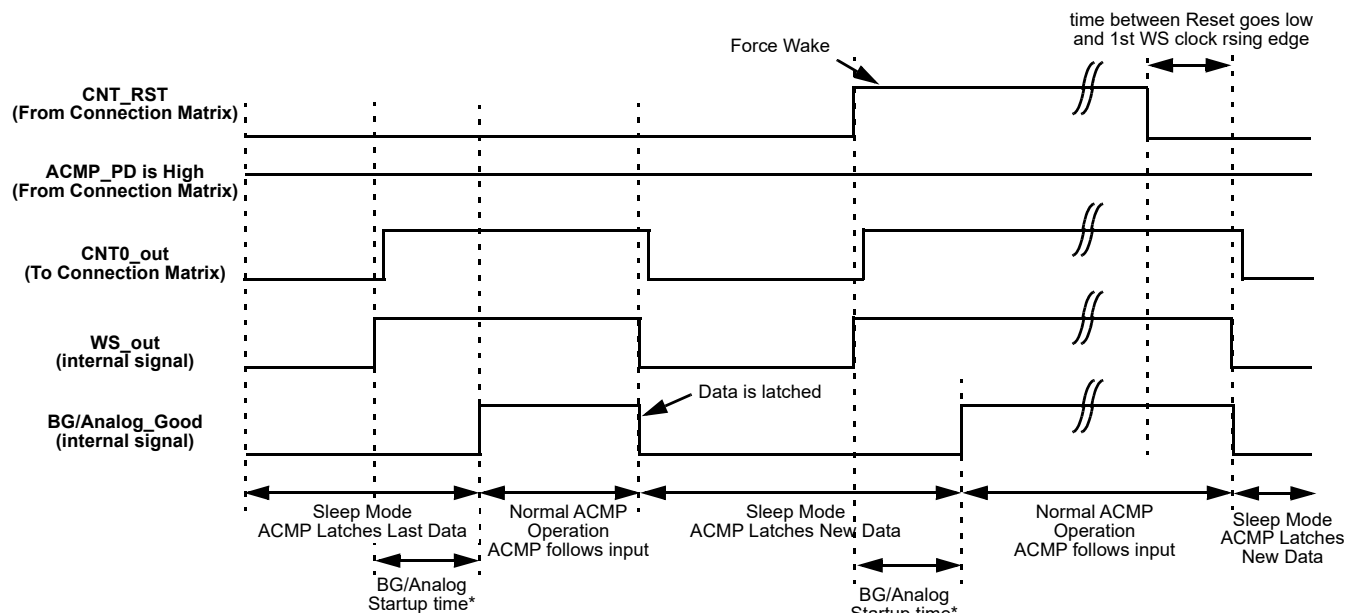 time between Reset goes low
and 1st WS clock rsing edge
Force Wake
CNT_RST
(From Connection Matrix)
ACMP_PD is High
(From Connection Matrix)
CNT0_out
(To Connection Matrix)
WS_out
(internal signal)
Data is latched
BG/Analog_Good
(internal signal)
Sleep Mode
ACMP Latches Last Data
Normal ACMP
Operation
ACMP follows input
Sleep Mode
ACMP Latches New Data
Normal ACMP
Operation
ACMP follows input
Sleep Mode
ACMP Latches
New Data
BG/Analog
Startup time*
BG/Analog
Startup time*